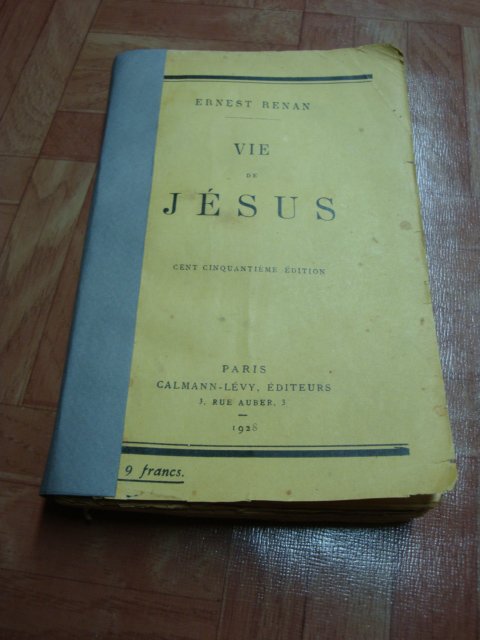 ERNEST RENAN
VIE
DE
JÉSUS
CENT CINQUANTIÈME ÉDITION
PARIS
CALMANN-LÉVY, ÉDITEURS
3, RUE AUBER, 3
1928
9 francs.